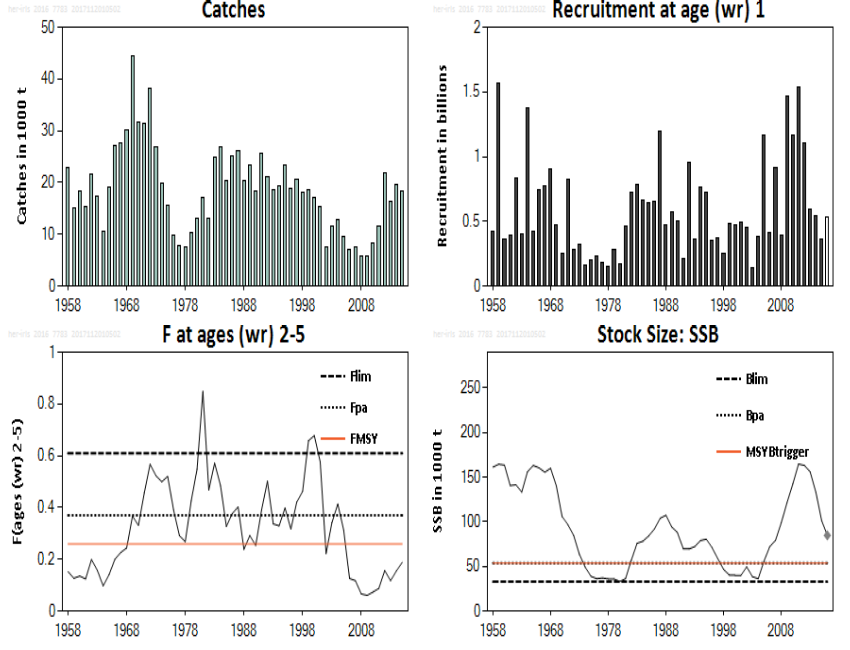 Catches
Catches in 1000 t
50
40
30
20
10
0
1958 1968 1978 1988 1998 2008
Recruitment at age (wr) 1
Recruitment in billions
2
1.5
1
0.5
0
1958 1968 1978 1988 1998 2008
F at ages (wr) 2-5
F(ages (wr) 2-5)
1
0.8
0.6
0.4
0.2
0
Flim
Fpa
FMSY
1958 1968 1978 1988 1998 2008
Stock Size: SSB
SSB in 1000 t
250
200
150
100
50
0
Blim
Bpa
MSYBtrigger
1958 1968 1978 1988 1998 2008